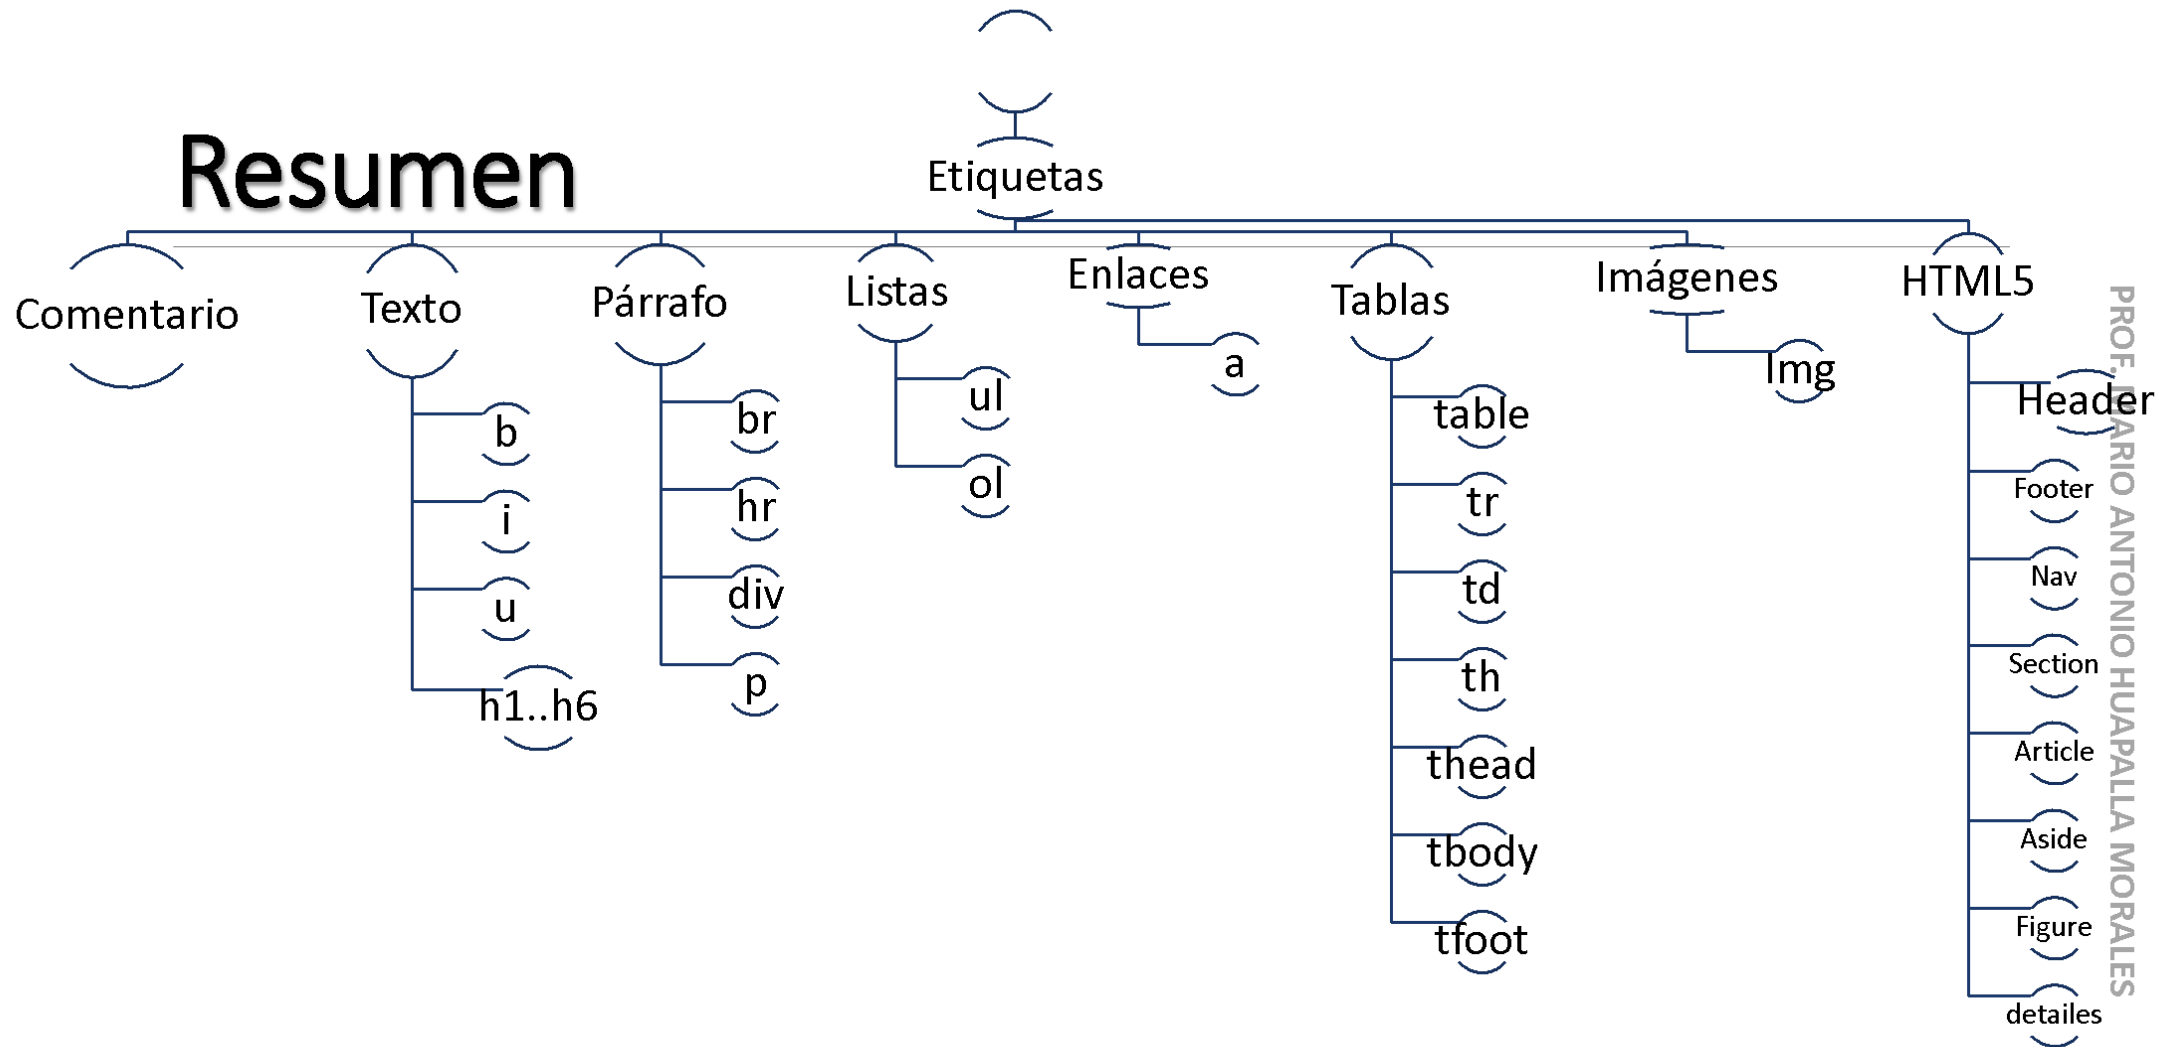 Resumen
Etiquetas
Comentario
Texto
b
i
u
h1..h6
Párrafo
br
hr
div
p
Listas
ul
ol
Enlaces
a
Tablas
table
tr
td
th
thead
tbody
tfoot
Imágenes
Img
HTML5
Header
Footer
Nav
Section
Article
Aside
Figure
detailes
PROF. MARIO ANTONIO HUAPALLA MORALES